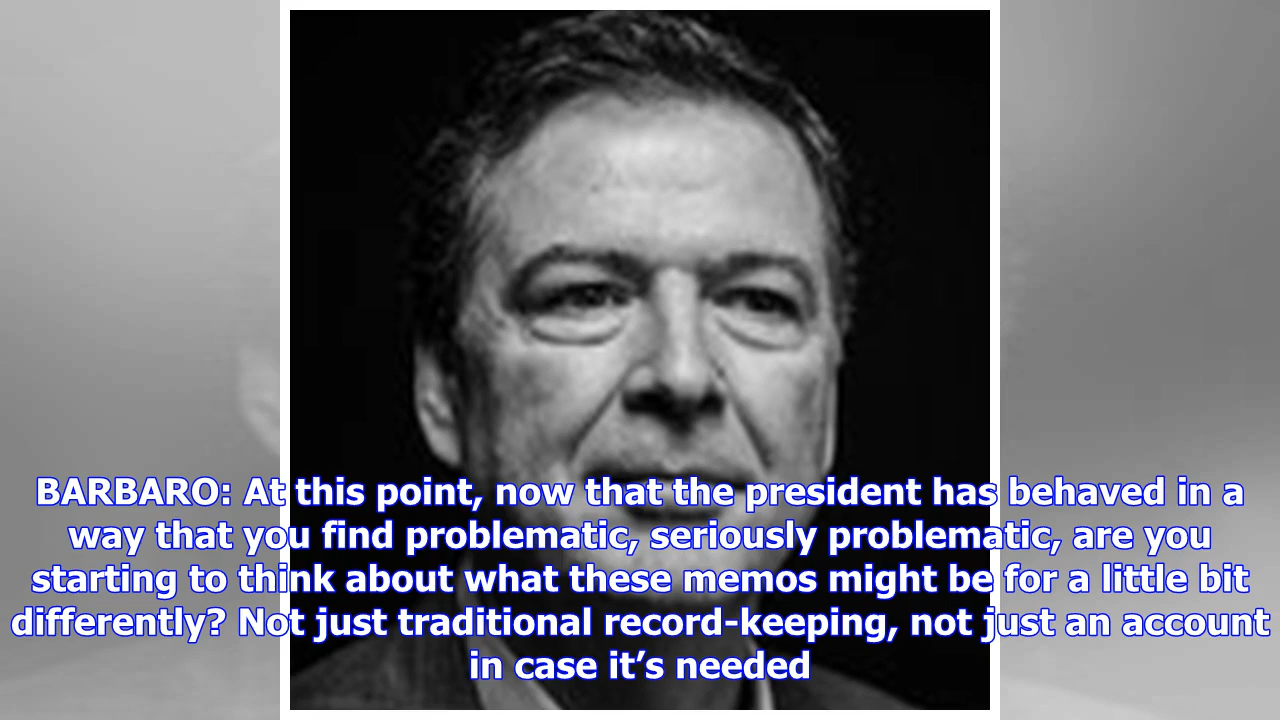 BARBARO: At this point, now that the president has behaved in a
way that you find problematic, seriously problematic, are you
starting to think about what these memos might be for a little bit
differently? Not just traditional record-keeping, not just an account
in case it’s needed